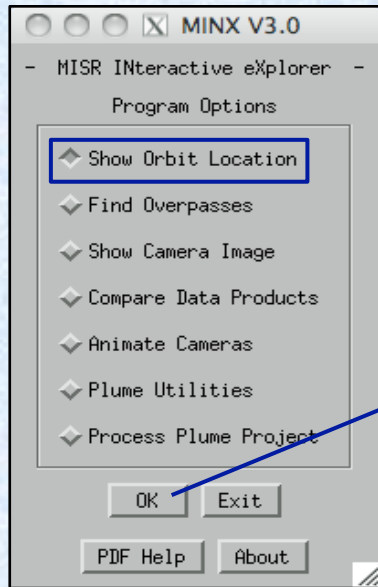 MINX V3.0
- MISR INteractive eXplorer -
Program Options
Show Orbit Location
Find Overpasses
Show Camera Image
Compare Data Products
Animate Cameras
Plume Utilities
Process Plume Project
OK Exit
PDF Help About